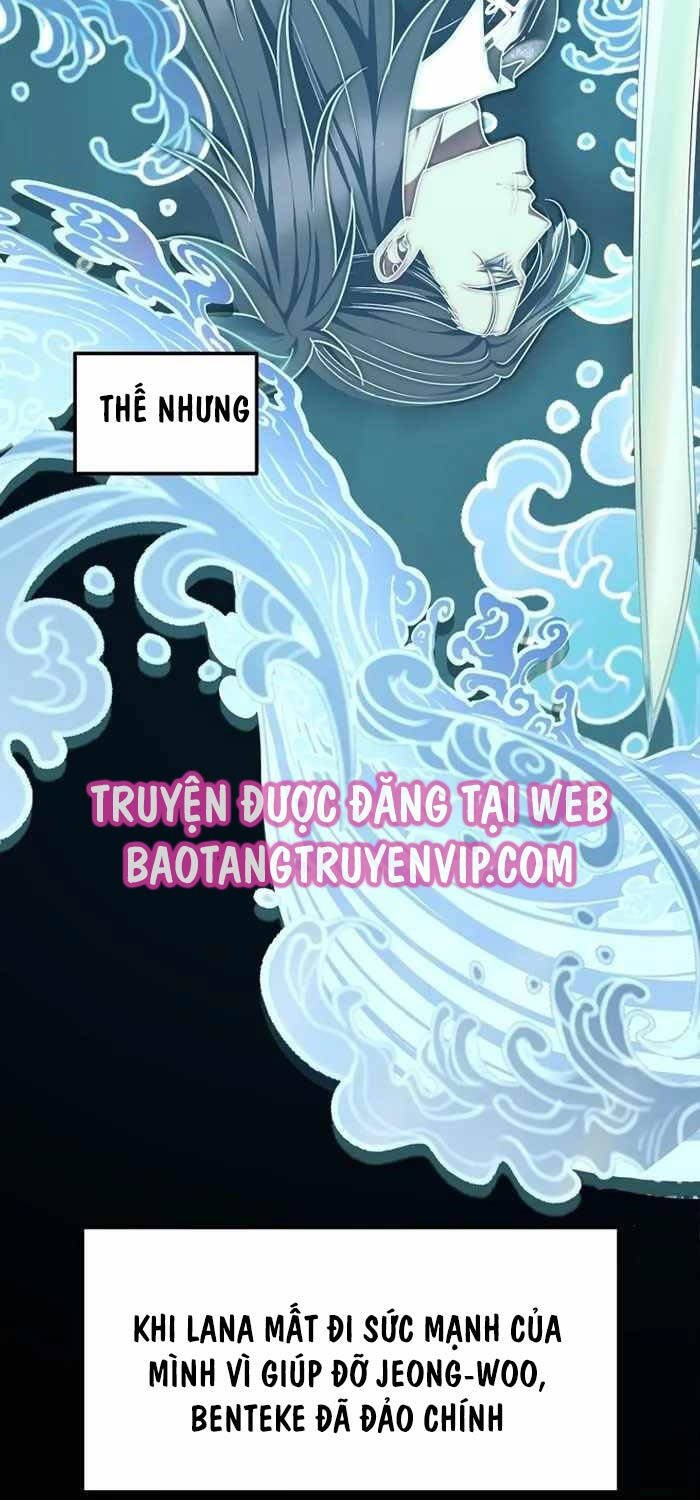 THẾ NHƯNG
TRUYỆN ĐƯỢC ĐĂNG TẠI WEB
BAOTANGTRUYENVIP.COM
KHI LANA MẤT ĐI SỨC MẠNH CỦA
MÌNH VÌ GIÚP ĐỠ JEONG-WOO,
BENTEKE ĐÃ ĐẢO CHÍNH